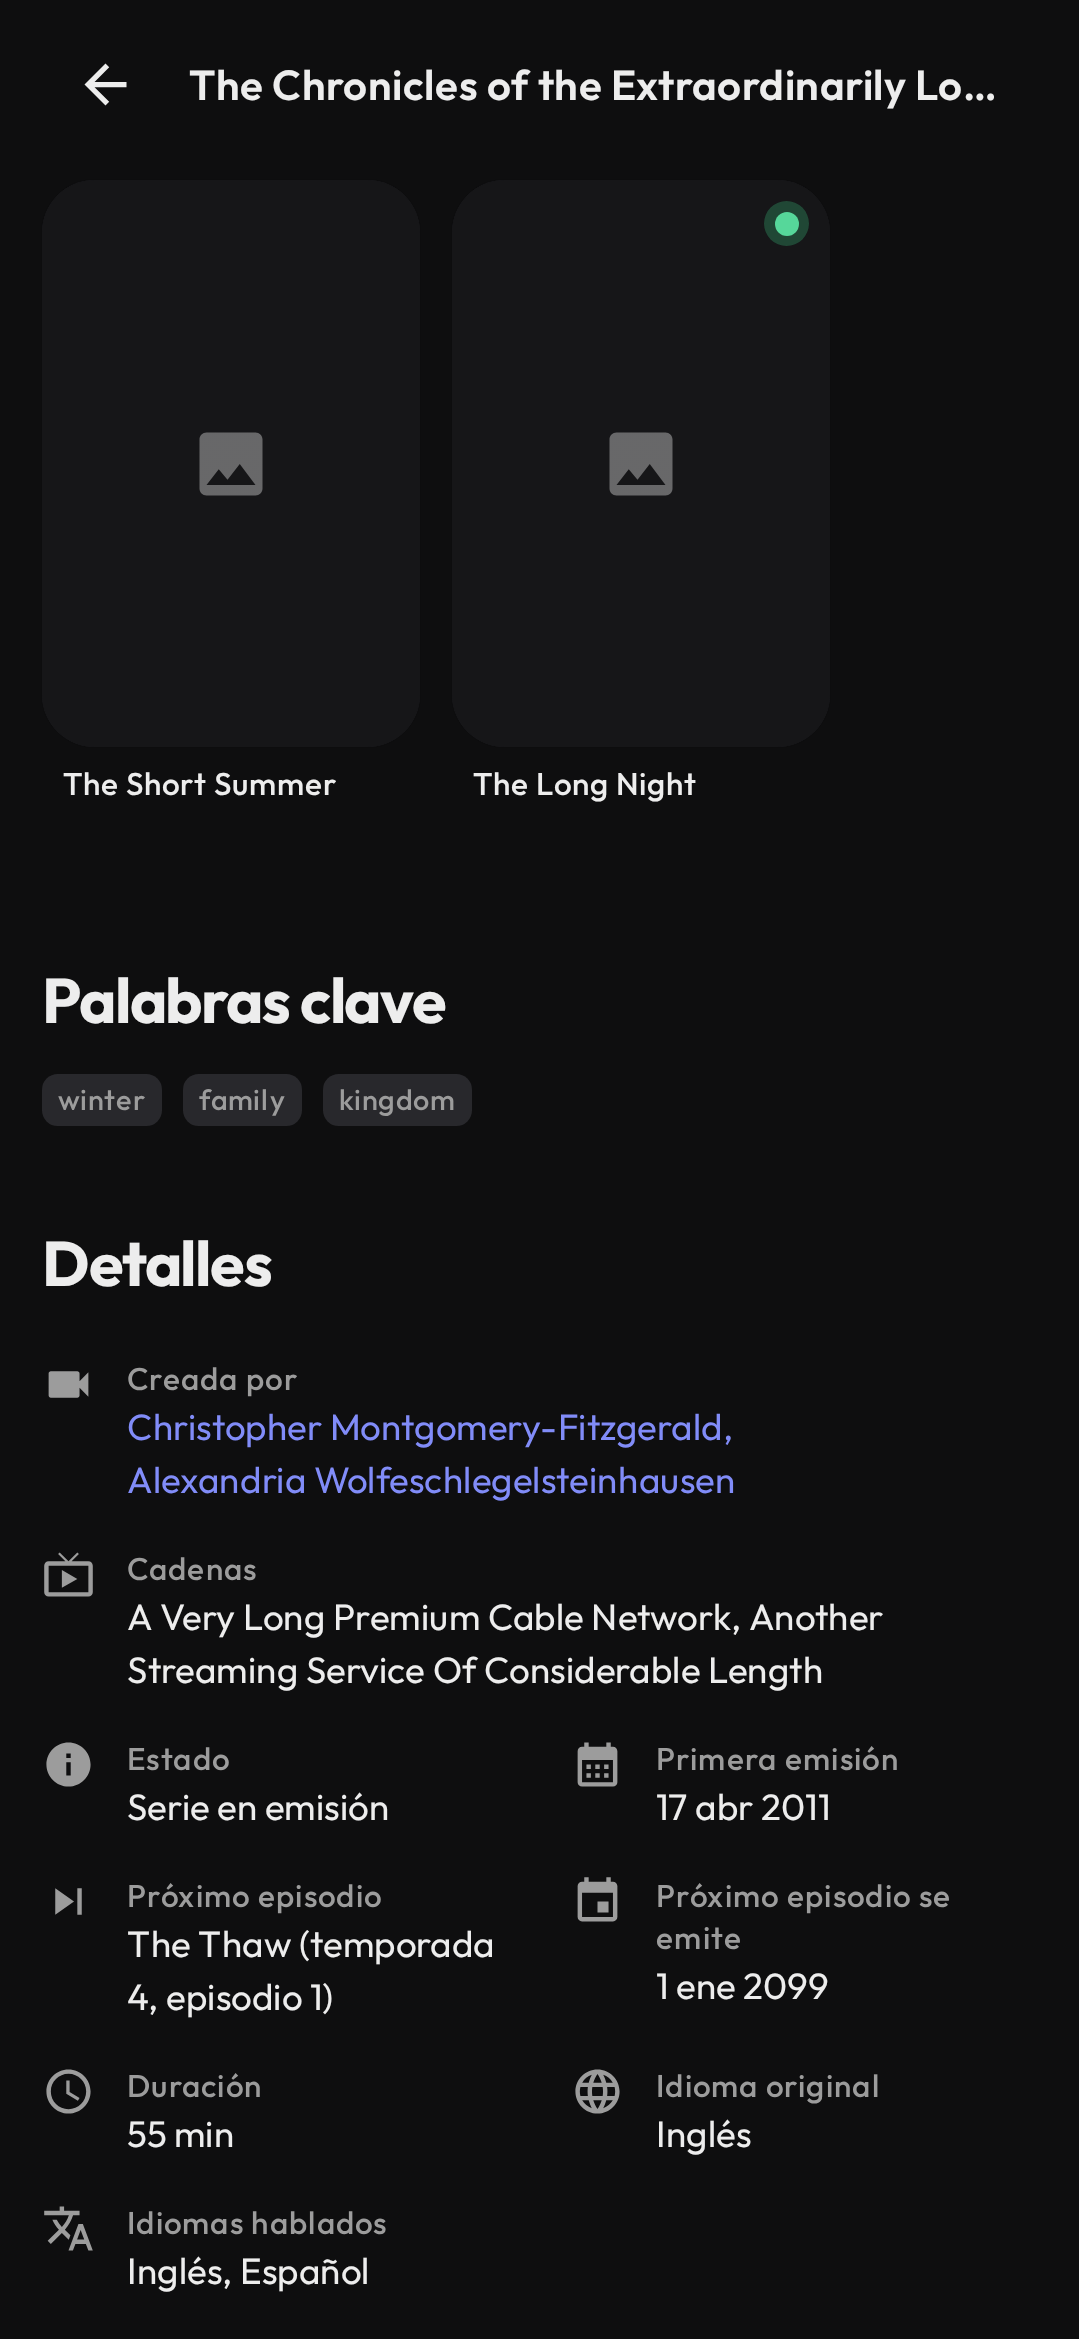 The Chronicles of the Extraordinarily Lo...
The Short Summer
The Long Night
Palabras clave
winter
family
kingdom
Detalles
Creada por
Christopher Montgomery-Fitzgerald,
Alexandria Wolfeschlegelsteinhausen
Cadenas
A Very Long Premium Cable Network, Another
Streaming Service Of Considerable Length
Estado
Serie en emisión
Primera emisión
17 abr 2011
Próximo episodio
The Thaw (temporada
4, episodio 1)
Próximo episodio se
emite
1 ene 2099
Duración
55 min
Idioma original
Inglés
Idiomas hablados
Inglés, Español